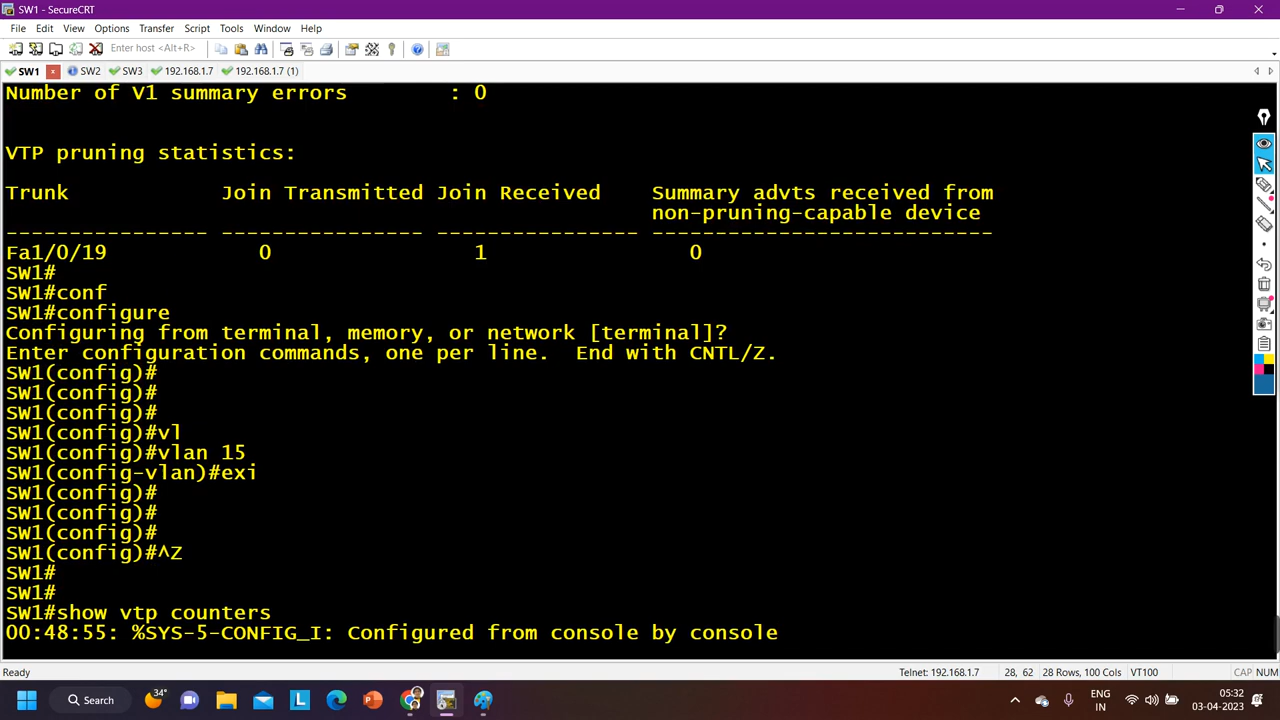 SW1 - SecureCRT
File Edit View Options Transfer Script Tools Window Help
Enter host <Alt+R>
SW1 x SW2 SW3 192.168.1.7 192.168.1.7 (1)
Number of V1 summary errors : 0
VTP pruning statistics:
Trunk Join Transmitted Join Received Summary advts received from
non-pruning-capable device
---------------- ---------------- ---------------- ---------------------------
Fa1/0/19 0 1 0
SW1#
SW1#conf
SW1#configure
Configuring from terminal, memory, or network [terminal]?
Enter configuration commands, one per line. End with CNTL/Z.
SW1(config)#
SW1(config)#
SW1(config)#
SW1(config)#vl
SW1(config)#vlan 15
SW1(config-vlan)#exi
SW1(config)#
SW1(config)#
SW1(config)#
SW1(config)#^Z
SW1#
SW1#
SW1#show vtp counters
00:48:55: %SYS-5-CONFIG_I: Configured from console by console
Ready Telnet: 192.168.1.7 28, 62 28 Rows, 100 Cols VT100 CAP NUM
Search 34° L ENG 05:32
IN 03-04-2023